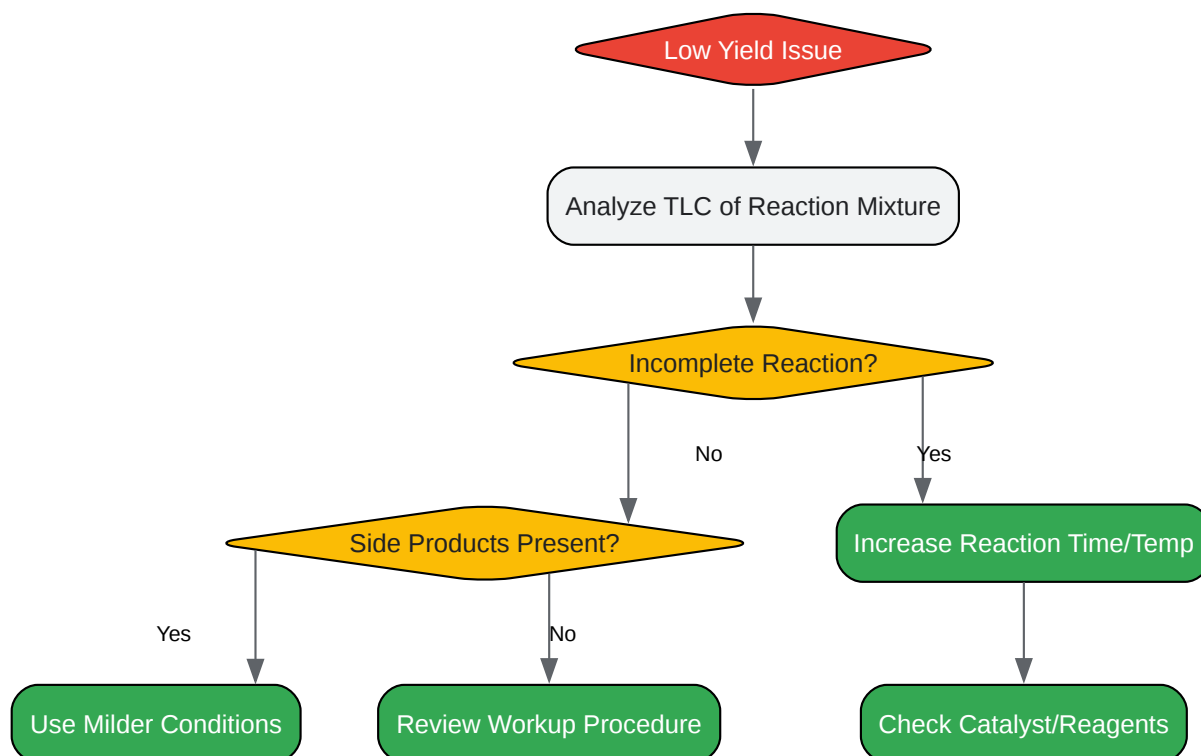 Low Yield Issue
Analyze TLC of Reaction Mixture
Incomplete Reaction?
No
Yes
Side Products Present?
Increase Reaction Time/Temp
Yes
No
Use Milder Conditions
Review Workup Procedure
Check Catalyst/Reagents